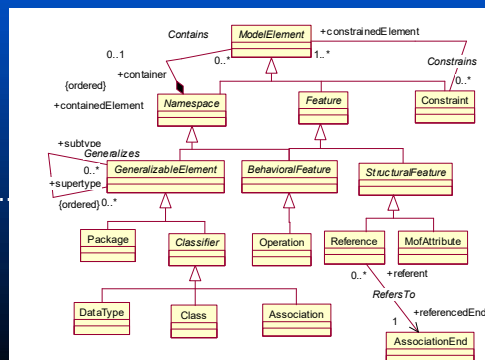 Contains
ModelElement
+constrainedElement
0..1
0..*
1..*
Constrains
+container
0..*
{ordered}
+containedElement
Namespace
Feature
Constraint
+subtype
Generalizes
0..*
GeneralizableElement
BehavioralFeature
StructuralFeature
+supertype
{ordered}
0..*
Package
Classifier
Operation
Reference
MofAttribute
0..*
+referent
RefersTo
DataType
Class
Association
+referencedEnd
1
AssociationEnd